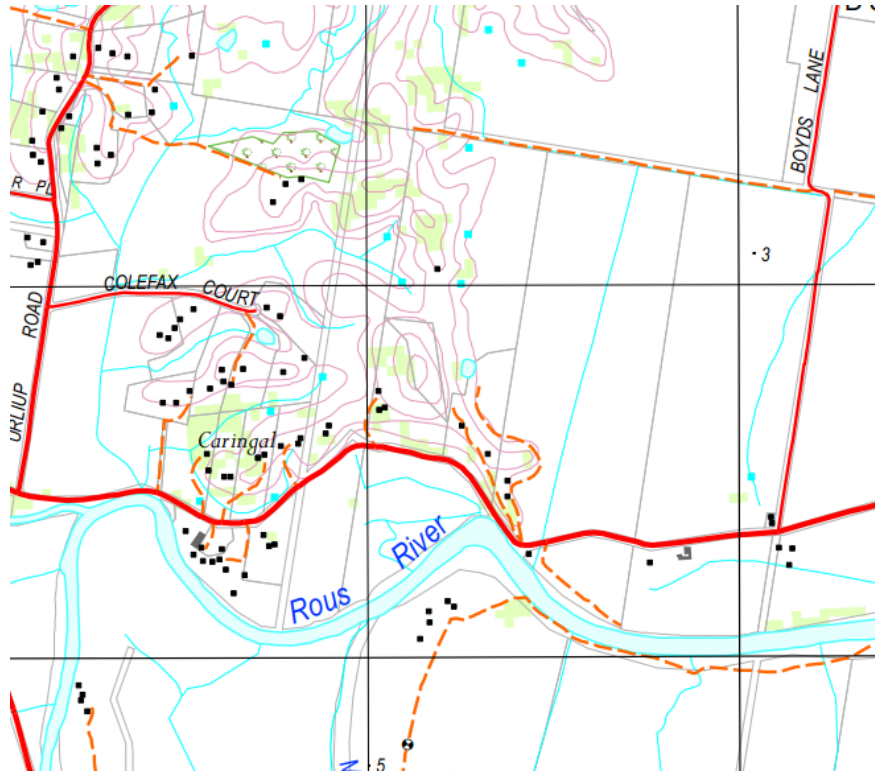 BOYDS LANE
R PL
3
COLEFAX COURT
URLIUP ROAD
Caringal
Rous River
5